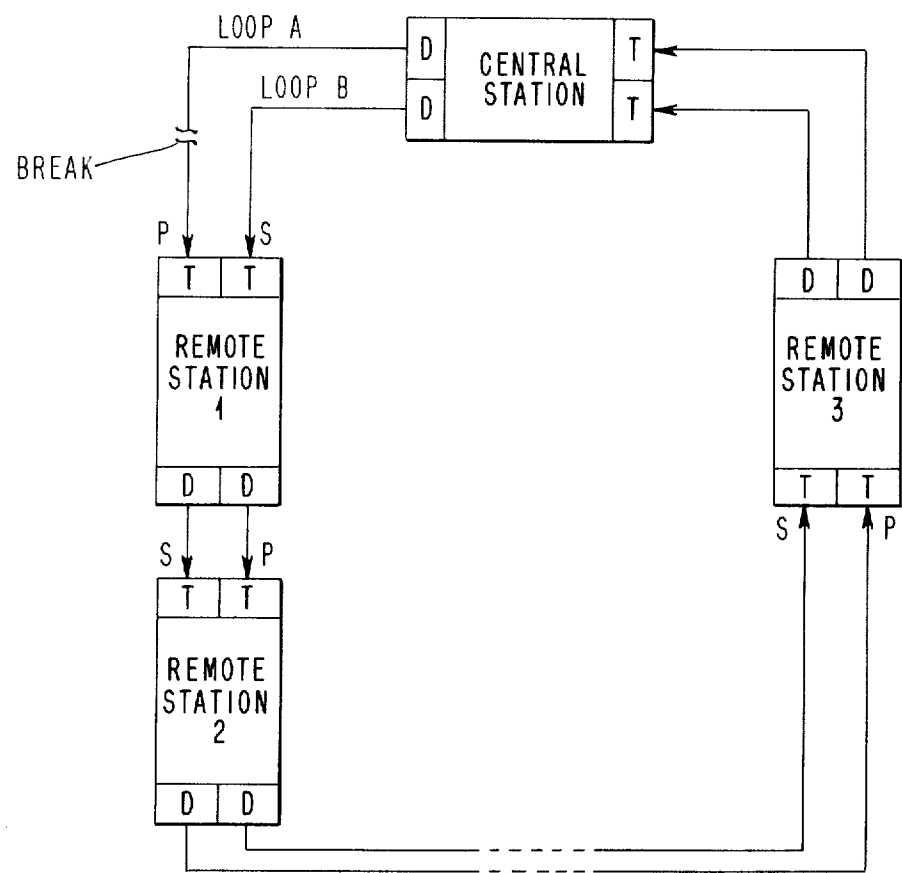 LOOP A
D
CENTRAL
STATION
T
LOOP B
D
T
BREAK
P
S
T T
REMOTE
STATION
1
D D
D D
REMOTE
STATION
3
T T
S
P
S
P
T T
REMOTE
STATION
2
D D